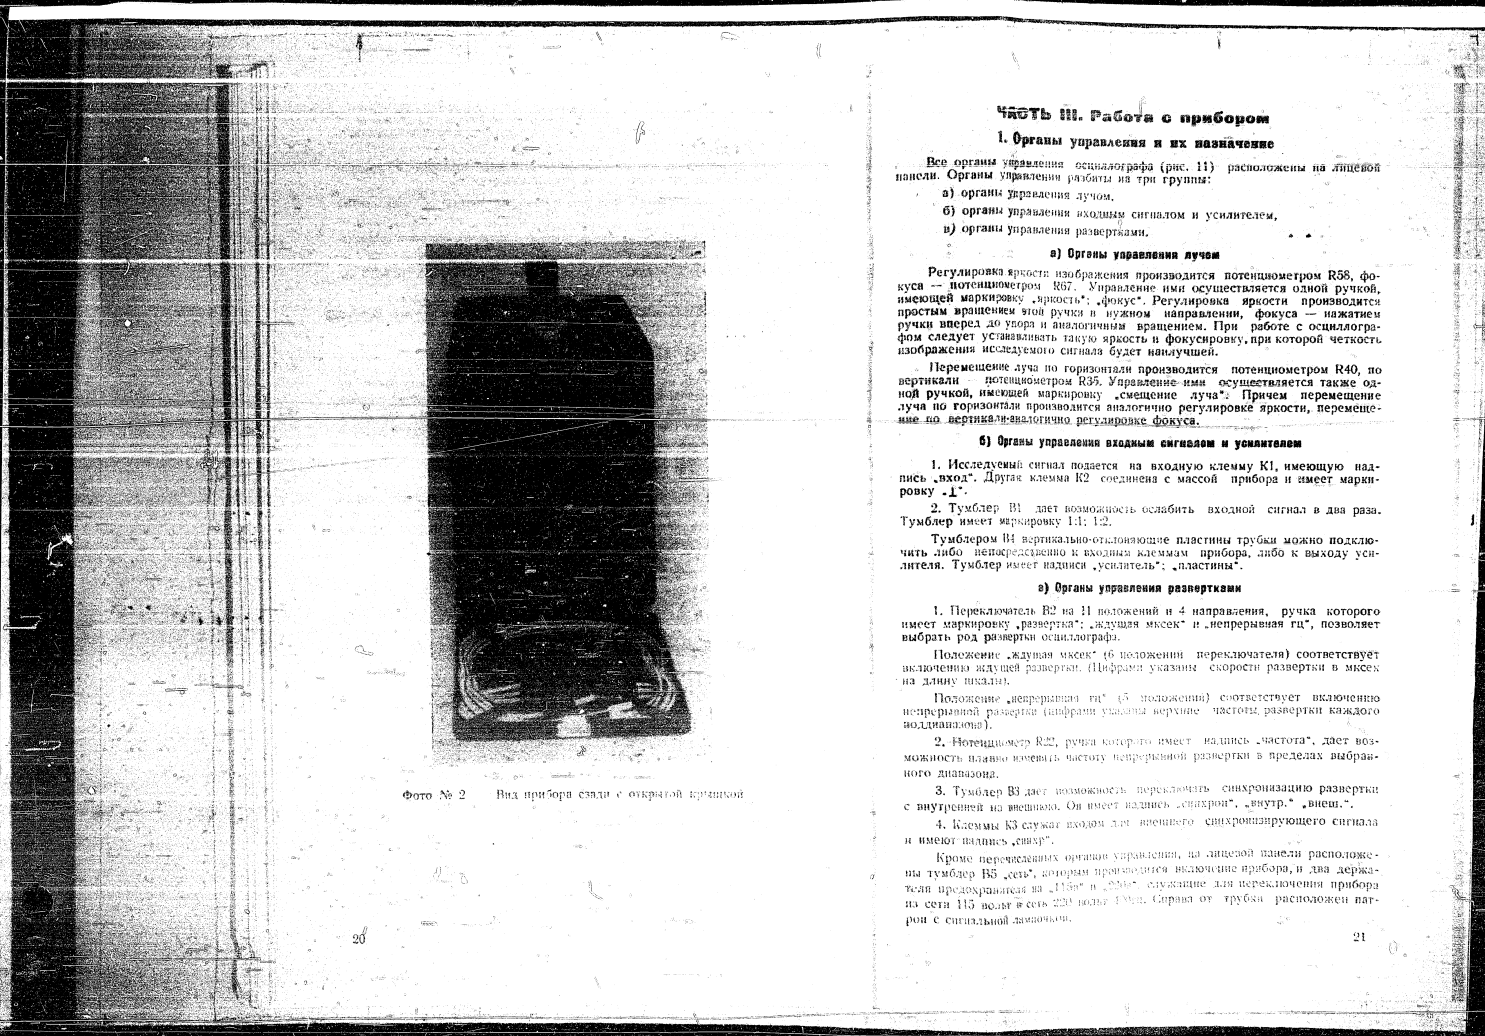 Фото № 2 Вид прибора сзади с открытой крышкой
20
ЧАСТЬ III. Работа с прибором
1. Органы управления и их назначение
Все органы управления осциллографа (рис. 11) расположены на лицевой
панели. Органы управления разбиты на три группы:
а) органы управления лучом,
б) органы управления входным сигналом и усилителем,
в) органы управления развертками.
а) Органы управления лучом
Регулировка яркости изображения производится потенциометром R58, фо-
куса — потенциометром R67. Управление ими осуществляется одной ручкой,
имеющей маркировку „яркость“; „фокус“. Регулировка яркости производится
простым вращением этой ручки в нужном направлении, фокуса — нажатием
ручки вперед до упора и аналогичным вращением. При работе с осциллогра-
фом следует устанавливать такую яркость и фокусировку, при которой четкость
изображения исследуемого сигнала будет наилучшей.
Перемещение луча по горизонтали производится потенциометром R40, по
вертикали потенциометром R35. Управление ими осуществляется также од-
ной ручкой, имеющей маркировку „смещение луча“. Причем перемещение
луча по горизонтали производится аналогично регулировке яркости, перемеще-
ние по вертикали-аналогично регулировке фокуса.
б) Органы управления входным сигналом и усилителем
1. Исследуемый сигнал подается на входную клемму К1, имеющую над-
пись „вход“. Другая клемма К2 соединена с массой прибора и имеет марки-
ровку „⊥“.
2. Тумблер В1 дает возможность ослабить входной сигнал в два раза.
Тумблер имеет маркировку 1:1; 1:2.
Тумблером В4 вертикально-отклоняющие пластины трубки можно подклю-
чить либо непосредственно к входным клеммам прибора, либо к выходу уси-
лителя. Тумблер имеет надписи „усилитель“; „пластины“.
в) Органы управления развертками
1. Переключатель В2 на 11 положений и 4 направления, ручка которого
имеет маркировку „развертка“; „ждущая мксек“ и „непрерывная гц“, позволяет
выбрать род развертки осциллографа.
Положение „ждущая мксек“ (6 положений переключателя) соответствует
включению ждущей развертки. (Цифрами указаны скорости развертки в мксек
на длину шкалы).
Положение „непрерывная гц“ (5 положений) соответствует включению
непрерывной развертки (цифрами указаны верхние частоты развертки каждого
поддиапазона).
2. Потенциометр R22, ручка которого имеет надпись „частота“, дает воз-
можность плавно изменить частоту непрерывной развертки в пределах выбран-
ного диапазона.
3. Тумблер В3 дает возможность переключать синхронизацию развертки
с внутренней на внешнюю. Он имеет надпись „синхрон“, „внутр.“ „внеш.“.
4. Клеммы К3 служат входом для внешнего синхронизирующего сигнала
и имеют надпись „синхр“.
Кроме перечисленных органов управления, на лицевой панели расположе-
ны тумблер В5 „сеть“, которым производится включение прибора, и два держа-
теля предохранителя на служащие для переключения прибора
из сети 115 вольт в сеть 220 вольт Справа от трубки расположен пат-
рон с сигнальной лампочкой.
21